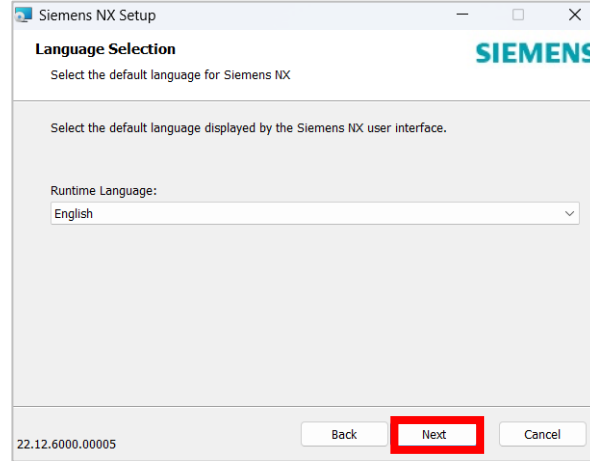 Siemens NX Setup
Language Selection
SIEMENS
Select the default language for Siemens NX
Select the default language displayed by the Siemens NX user interface.
Runtime Language:
English
Back
Next
Cancel
22.12.6000.00005